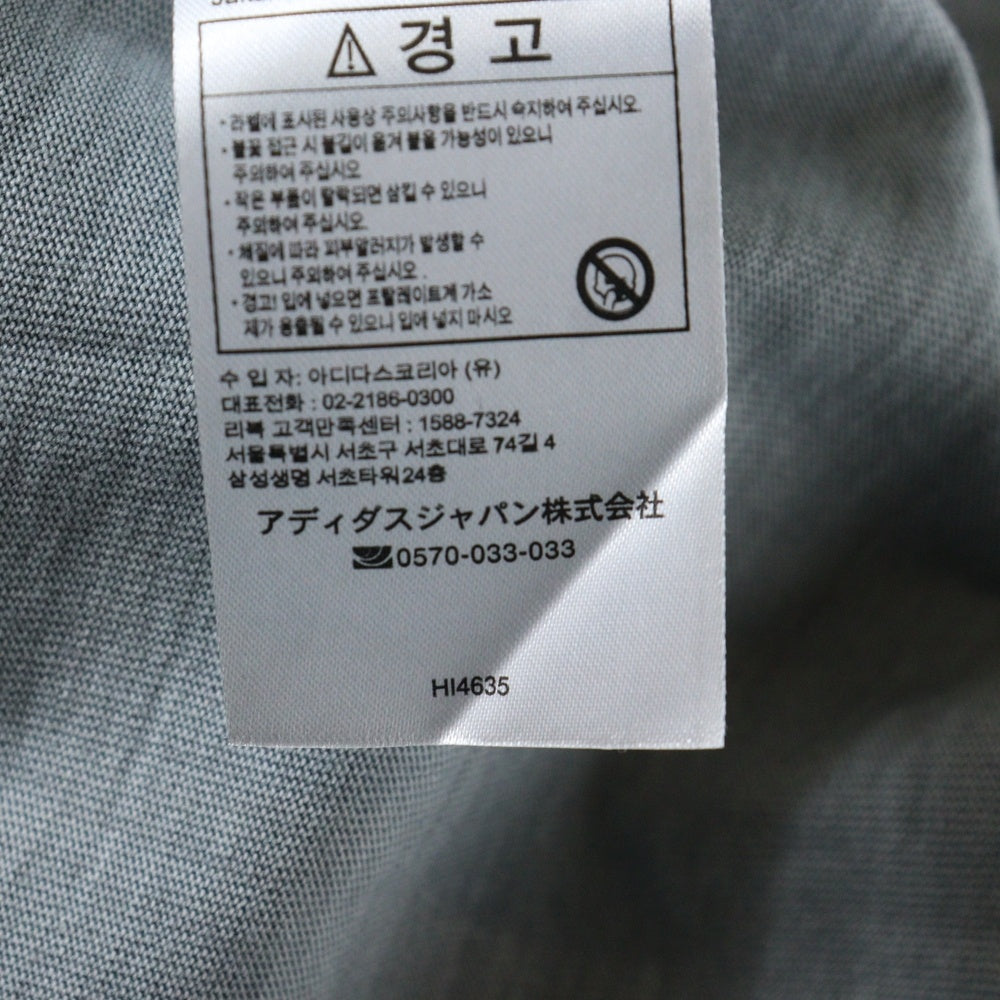 경 고
• 라벨에 표시된 사용상 주의사항을 반드시 숙지하여 주십시오.
• 불꽃 접근 시 불길이 옮겨 붙을 가능성이 있으니
주의하여 주십시오
• 작은 부품이 탈락되면 삼킬 수 있으니
주의하여 주십시오.
• 체질에 따라 피부알러지가 발생할 수
있으니 주의하여 주십시오 .
• 경고! 입에 넣으면 프탈레이트계 가소
제가 용출될 수 있으니 입에 넣지 마시오
수 입 자: 아디다스코리아 (유)
대표전화 : 02-2186-0300
리복 고객만족센터 : 1588-7324
서울특별시 서초구 서초대로 74길 4
삼성생명 서초타워24층
アディダスジャパン株式会社
0570-033-033
HI4635